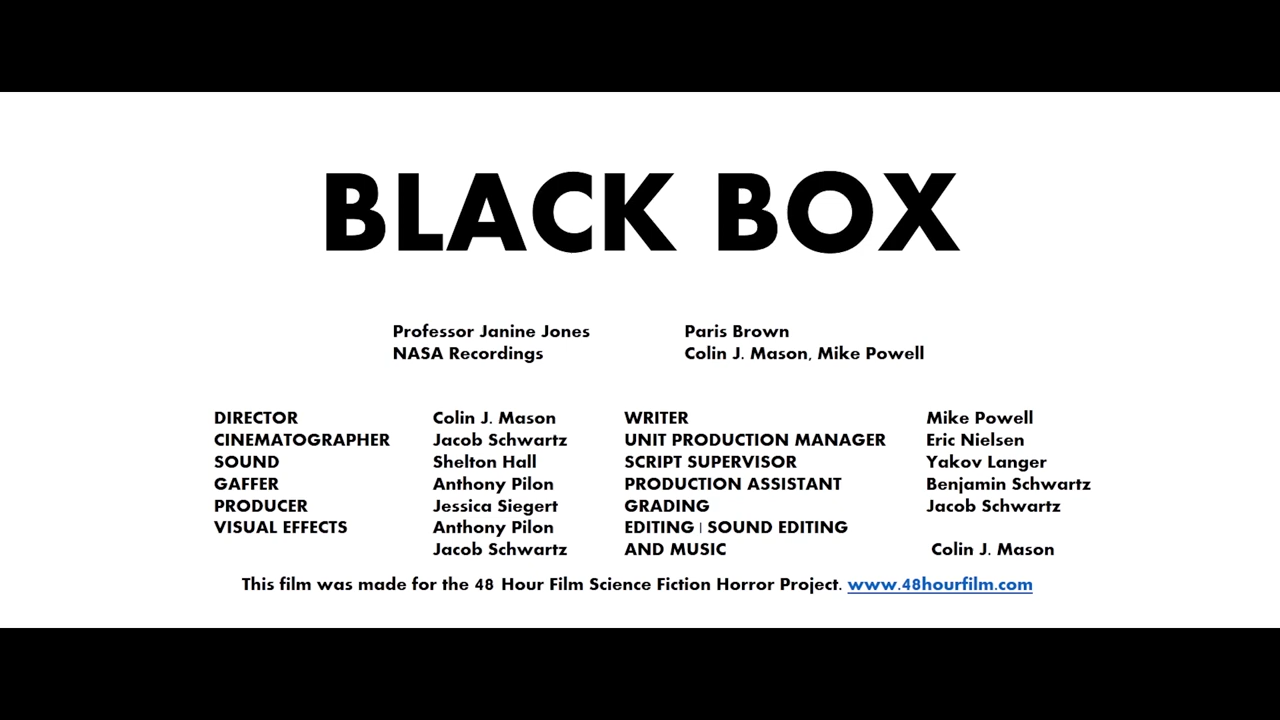 BLACK BOX
Professor Janine Jones Paris Brown
NASA Recordings Colin J. Mason, Mike Powell
DIRECTOR Colin J. Mason WRITER Mike Powell
CINEMATOGRAPHER Jacob Schwartz UNIT PRODUCTION MANAGER Eric Nielsen
SOUND Shelton Hall SCRIPT SUPERVISOR Yakov Langer
GAFFER Anthony Pilon PRODUCTION ASSISTANT Benjamin Schwartz
PRODUCER Jessica Siegert GRADING Jacob Schwartz
VISUAL EFFECTS Anthony Pilon EDITING | SOUND EDITING
Jacob Schwartz AND MUSIC Colin J. Mason
This film was made for the 48 Hour Film Science Fiction Horror Project. www.48hourfilm.com